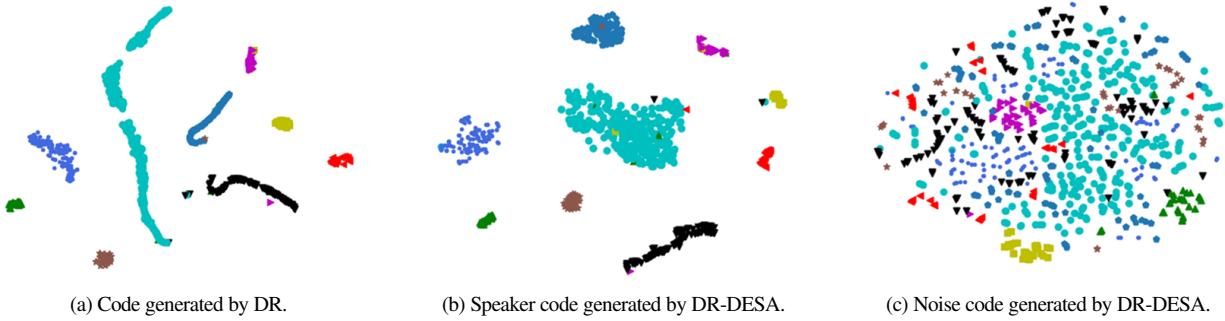 (a) Code generated by DR.
(b) Speaker code generated by DR-DESA.
(c) Noise code generated by DR-DESA.